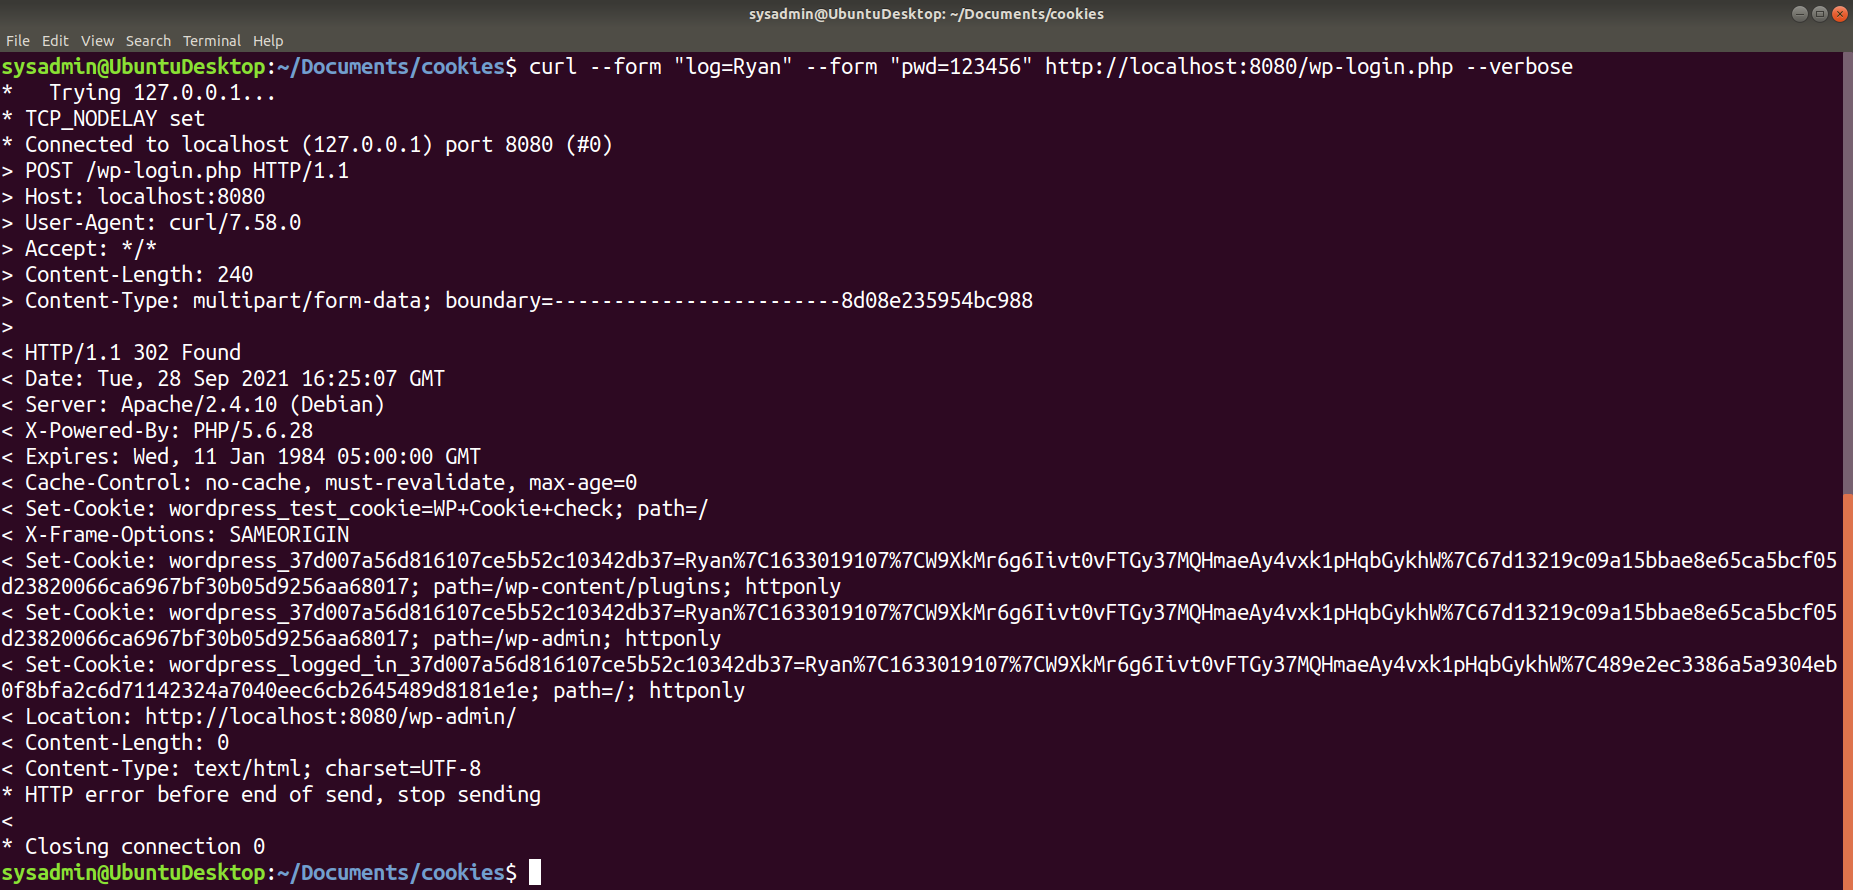 sysadmin@UbuntuDesktop: ~/Documents/cookies
File Edit View Search Terminal Help
sysadmin@UbuntuDesktop:~/Documents/cookies$ curl --form "log=Ryan" --form "pwd=123456" http://localhost:8080/wp-login.php --verbose
*   Trying 127.0.0.1...
* TCP_NODELAY set
* Connected to localhost (127.0.0.1) port 8080 (#0)
> POST /wp-login.php HTTP/1.1
> Host: localhost:8080
> User-Agent: curl/7.58.0
> Accept: */*
> Content-Length: 240
> Content-Type: multipart/form-data; boundary=------------------------8d08e235954bc988
>
< HTTP/1.1 302 Found
< Date: Tue, 28 Sep 2021 16:25:07 GMT
< Server: Apache/2.4.10 (Debian)
< X-Powered-By: PHP/5.6.28
< Expires: Wed, 11 Jan 1984 05:00:00 GMT
< Cache-Control: no-cache, must-revalidate, max-age=0
< Set-Cookie: wordpress_test_cookie=WP+Cookie+check; path=/
< X-Frame-Options: SAMEORIGIN
< Set-Cookie: wordpress_37d007a56d816107ce5b52c10342db37=Ryan%7C1633019107%7CW9XkMr6g6Iivt0vFTGy37MQHmaeAy4vxk1pHqbGykhW%7C67d13219c09a15bbae8e65ca5bcf05
d23820066ca6967bf30b05d9256aa68017; path=/wp-content/plugins; httponly
< Set-Cookie: wordpress_37d007a56d816107ce5b52c10342db37=Ryan%7C1633019107%7CW9XkMr6g6Iivt0vFTGy37MQHmaeAy4vxk1pHqbGykhW%7C67d13219c09a15bbae8e65ca5bcf05
d23820066ca6967bf30b05d9256aa68017; path=/wp-admin; httponly
< Set-Cookie: wordpress_logged_in_37d007a56d816107ce5b52c10342db37=Ryan%7C1633019107%7CW9XkMr6g6Iivt0vFTGy37MQHmaeAy4vxk1pHqbGykhW%7C489e2ec3386a5a9304eb
0f8bfa2c6d71142324a7040eec6cb2645489d8181e1e; path=/; httponly
< Location: http://localhost:8080/wp-admin/
< Content-Length: 0
< Content-Type: text/html; charset=UTF-8
* HTTP error before end of send, stop sending
<
* Closing connection 0
sysadmin@UbuntuDesktop:~/Documents/cookies$